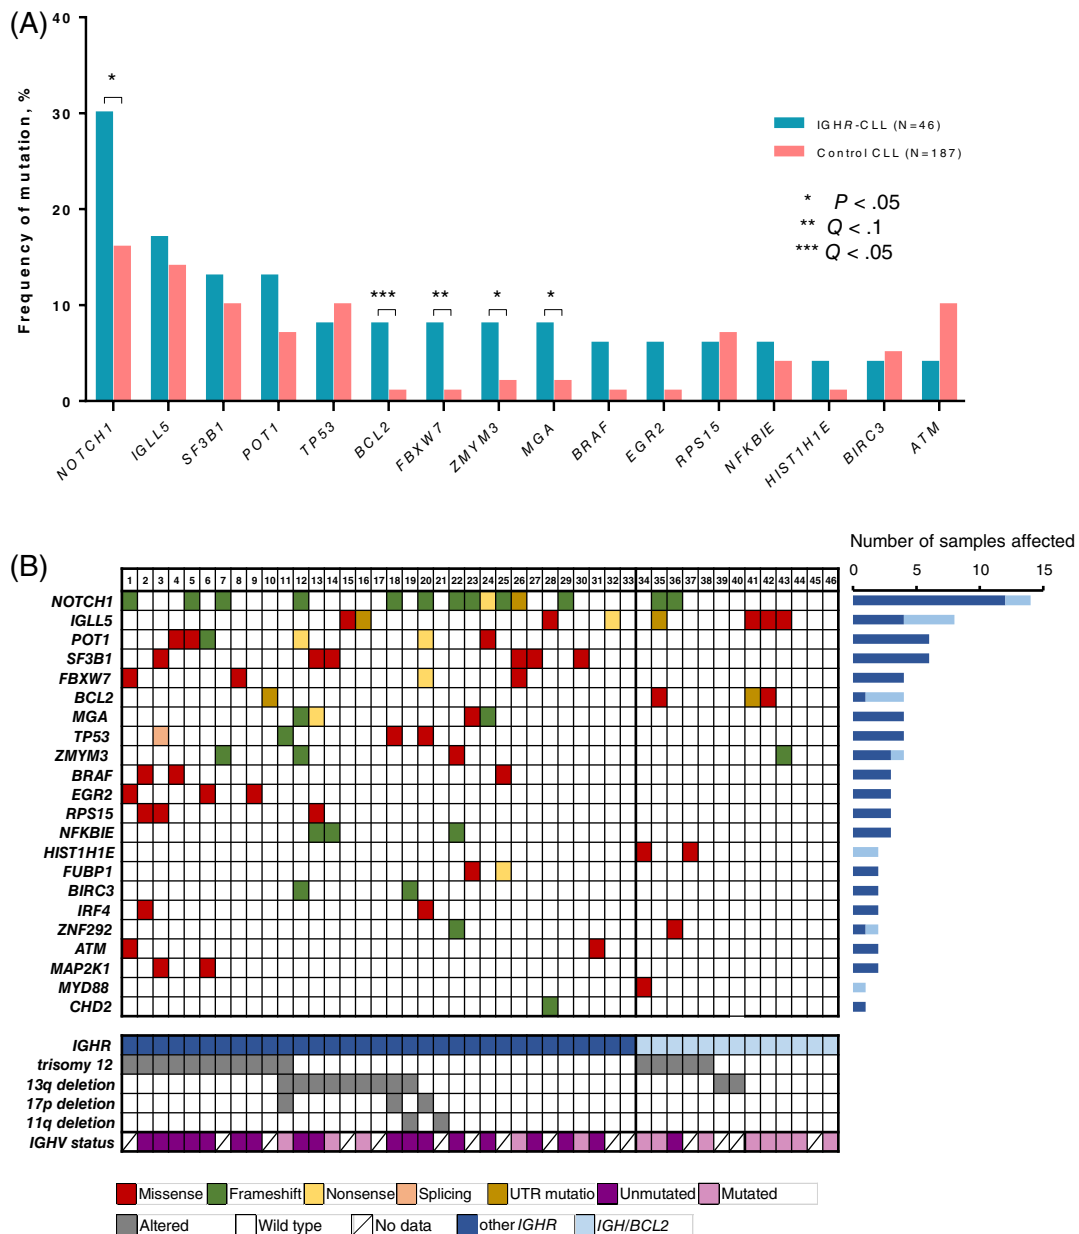 (A)
40
30
20
10
0
Frequency of mutation, %
*
***
**
*
*
IGHR-CLL (N=46)
Control CLL (N=187)
* P < .05
** Q < .1
*** Q < .05
NOTCH1
IGLL5
SF3B1
POT1
TP53
BCL2
FBXW7
ZMYM3
MGA
BRAF
EGR2
RPS15
NFKBIE
HIST1H1E
BIRC3
ATM
(B)
Number of samples affected
0 5 10 15
1 2 3 4 5 6 7 8 9 10 11 12 13 14 15 16 17 18 19 20 21 22 23 24 25 26 27 28 29 30 31 32 33 34 35 36 37 38 39 40 41 42 43 44 45 46
NOTCH1
IGLL5
POT1
SF3B1
FBXW7
BCL2
MGA
TP53
ZMYM3
BRAF
EGR2
RPS15
NFKBIE
HIST1H1E
FUBP1
BIRC3
IRF4
ZNF292
ATM
MAP2K1
MYD88
CHD2
IGHR
trisomy 12
13q deletion
17p deletion
11q deletion
IGHV status
Missense Frameshift Nonsense Splicing UTR mutatio Unmutated Mutated
Altered Wild type No data other IGHR IGH/BCL2